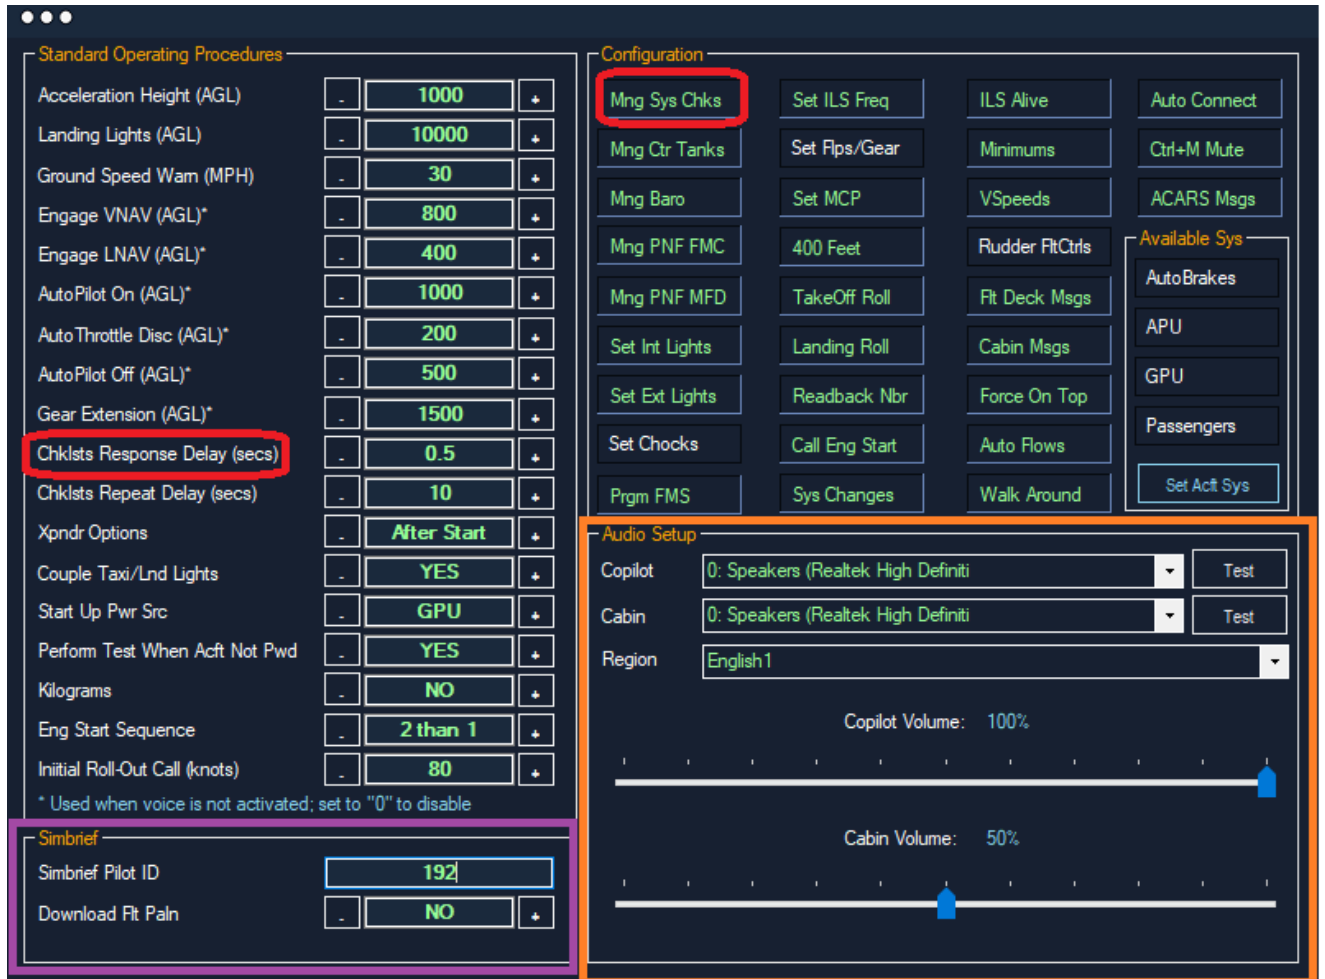 Standard Operating Procedures
Acceleration Height (AGL) - 1000 +
Landing Lights (AGL) - 10000 +
Ground Speed Warn (MPH) - 30 +
Engage VNAV (AGL)* - 800 +
Engage LNAV (AGL)* - 400 +
AutoPilot On (AGL)* - 1000 +
AutoThrottle Disc (AGL)* - 200 +
AutoPilot Off (AGL)* - 500 +
Gear Extension (AGL)* - 1500 +
Chklsts Response Delay (secs) - 0.5 +
Chklsts Repeat Delay (secs) - 10 +
Xpndr Options - After Start +
Couple Taxi/Lnd Lights - YES +
Start Up Pwr Src - GPU +
Perform Test When Acft Not Pwd - YES +
Kilograms - NO +
Eng Start Sequence - 2 than 1 +
Iniitial Roll-Out Call (knots) - 80 +
* Used when voice is not activated; set to "0" to disable
Simbrief
Simbrief Pilot ID 192
Download Flt Paln - NO +
Configuration
Mng Sys Chks Set ILS Freq ILS Alive Auto Connect
Mng Ctr Tanks Set Flps/Gear Minimums Ctrl+M Mute
Mng Baro Set MCP VSpeeds ACARS Msgs
Mng PNF FMC 400 Feet Rudder FltCtrls
Mng PNF MFD TakeOff Roll Flt Deck Msgs
Set Int Lights Landing Roll Cabin Msgs
Set Ext Lights Readback Nbr Force On Top
Set Chocks Call Eng Start Auto Flows
Prgm FMS Sys Changes Walk Around
Available Sys
AutoBrakes
APU
GPU
Passengers
Set Acft Sys
Audio Setup
Copilot 0: Speakers (Realtek High Definiti Test
Cabin 0: Speakers (Realtek High Definiti Test
Region English1
Copilot Volume: 100%
Cabin Volume: 50%